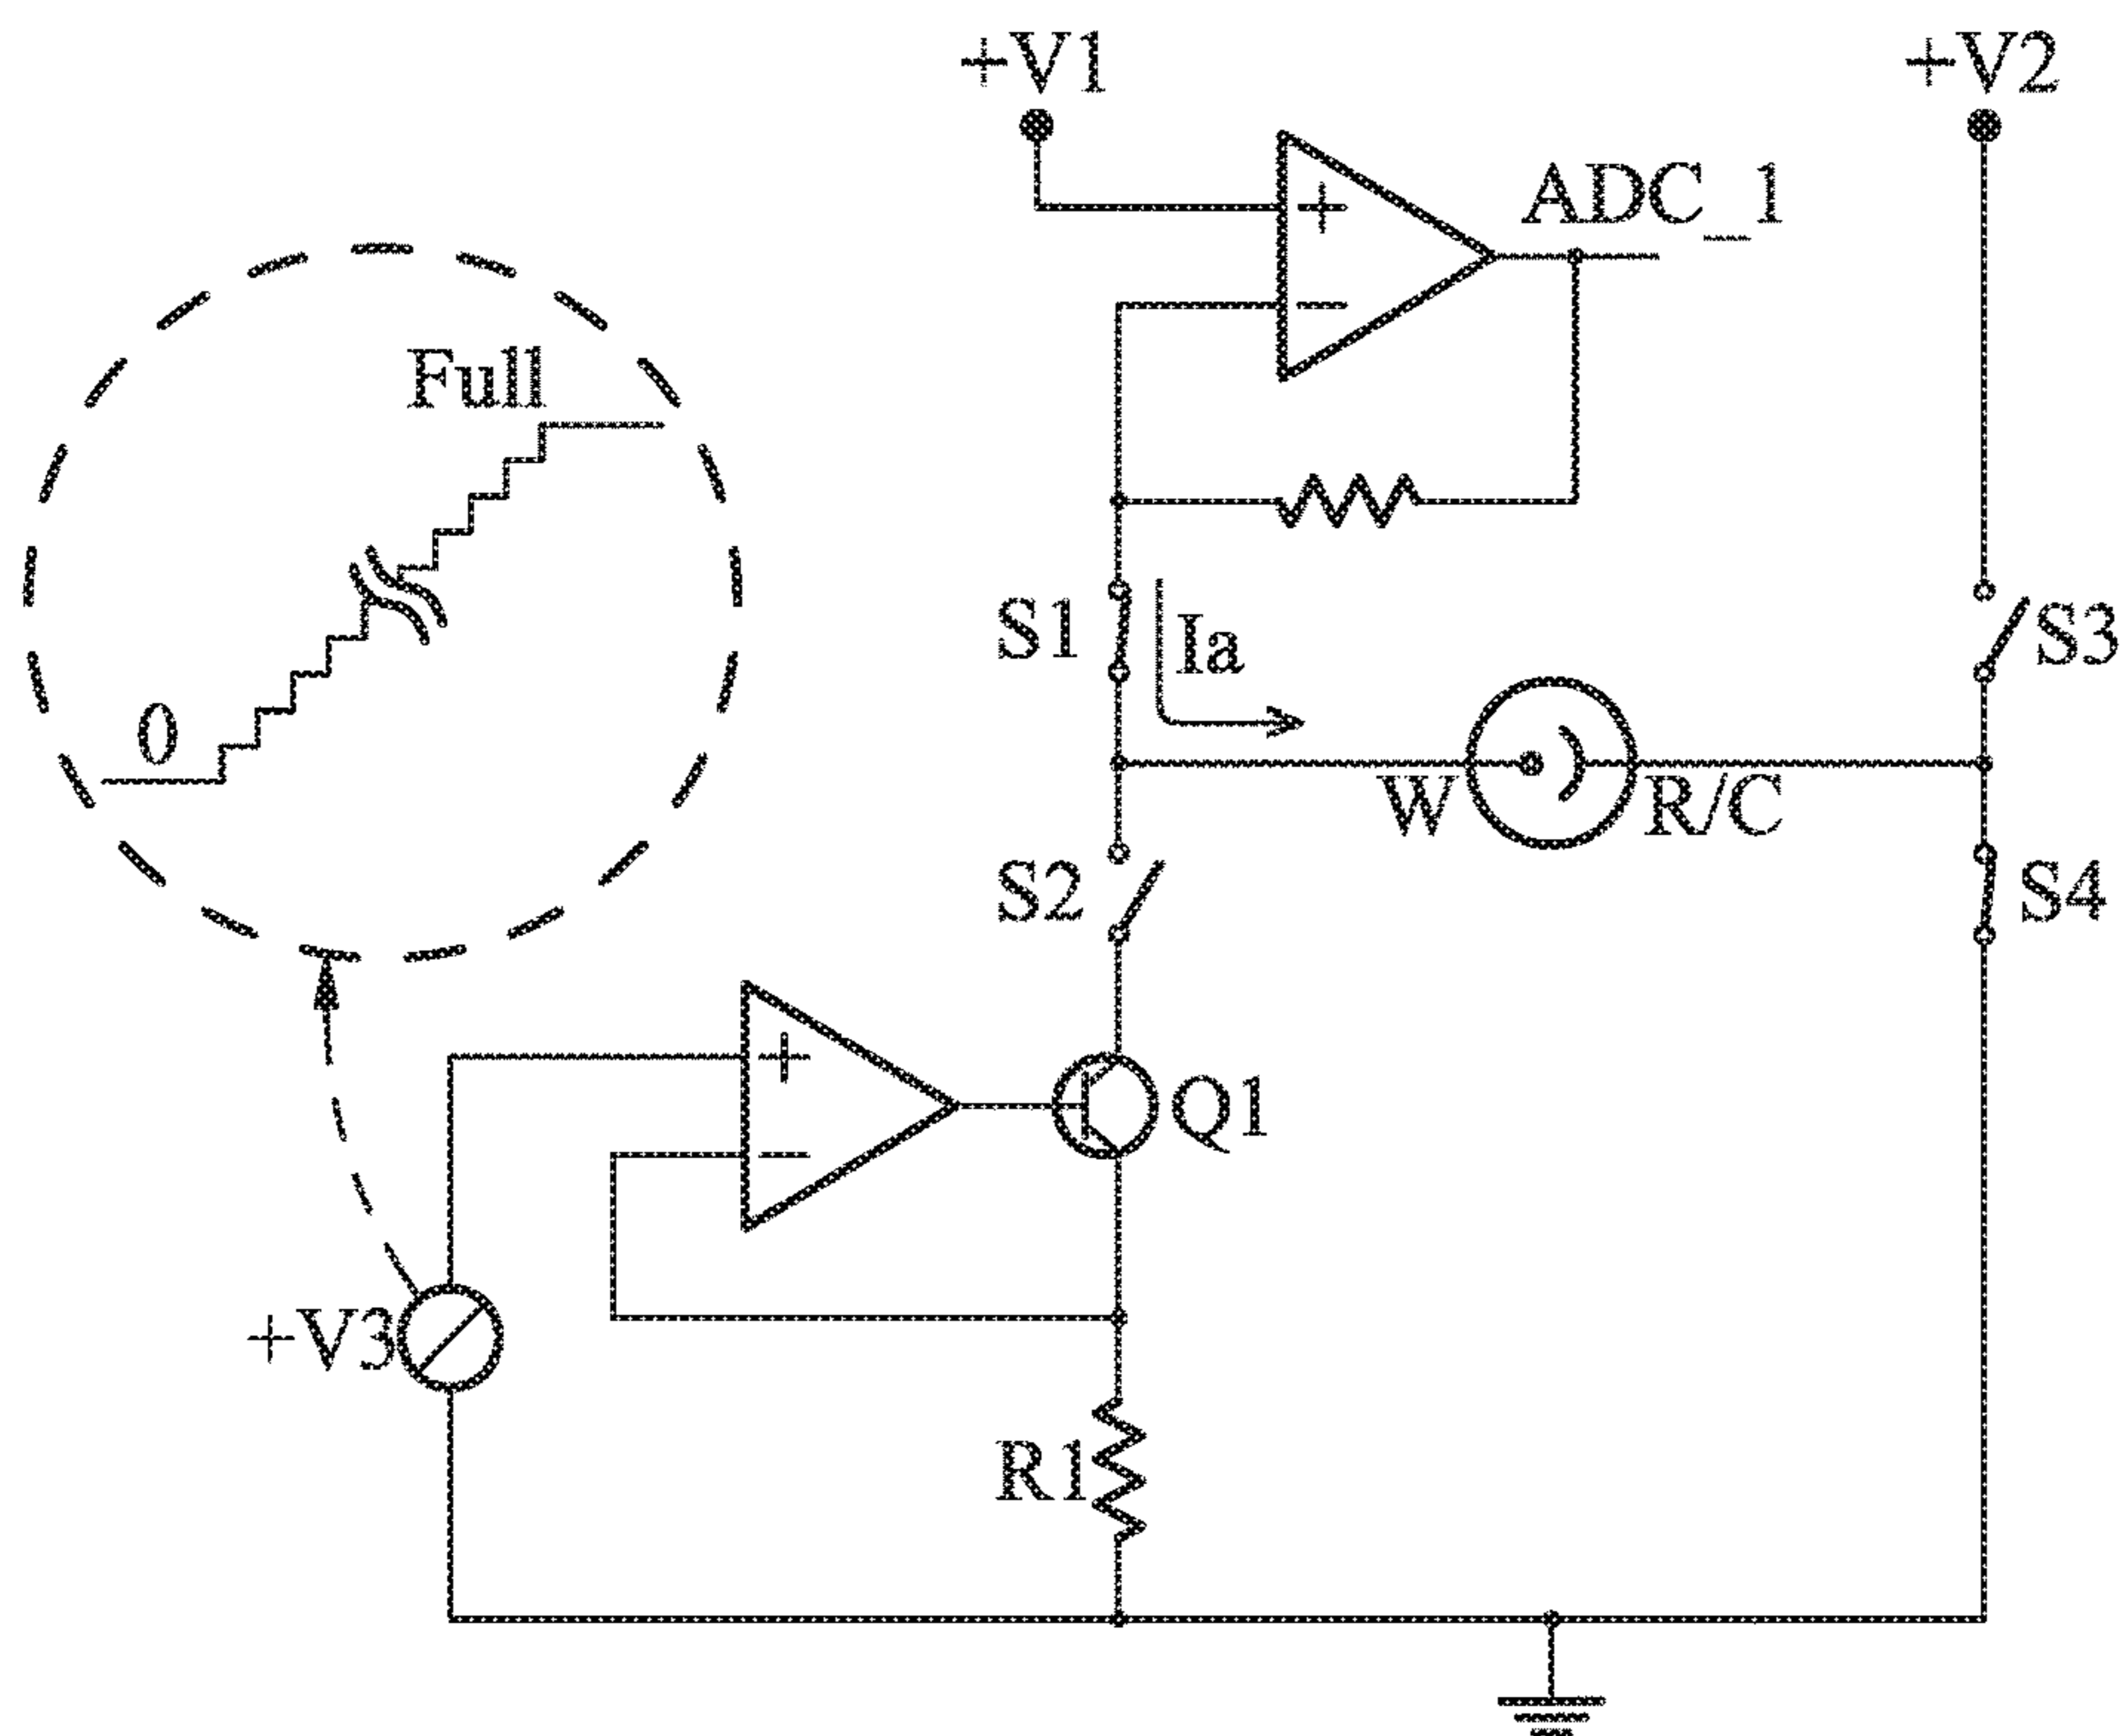 +V1
+V2
+
ADC_1
−
Full
0
S1
Ia
S3
W
R/C
S2
S4
+
Q1
−
+V3
R1